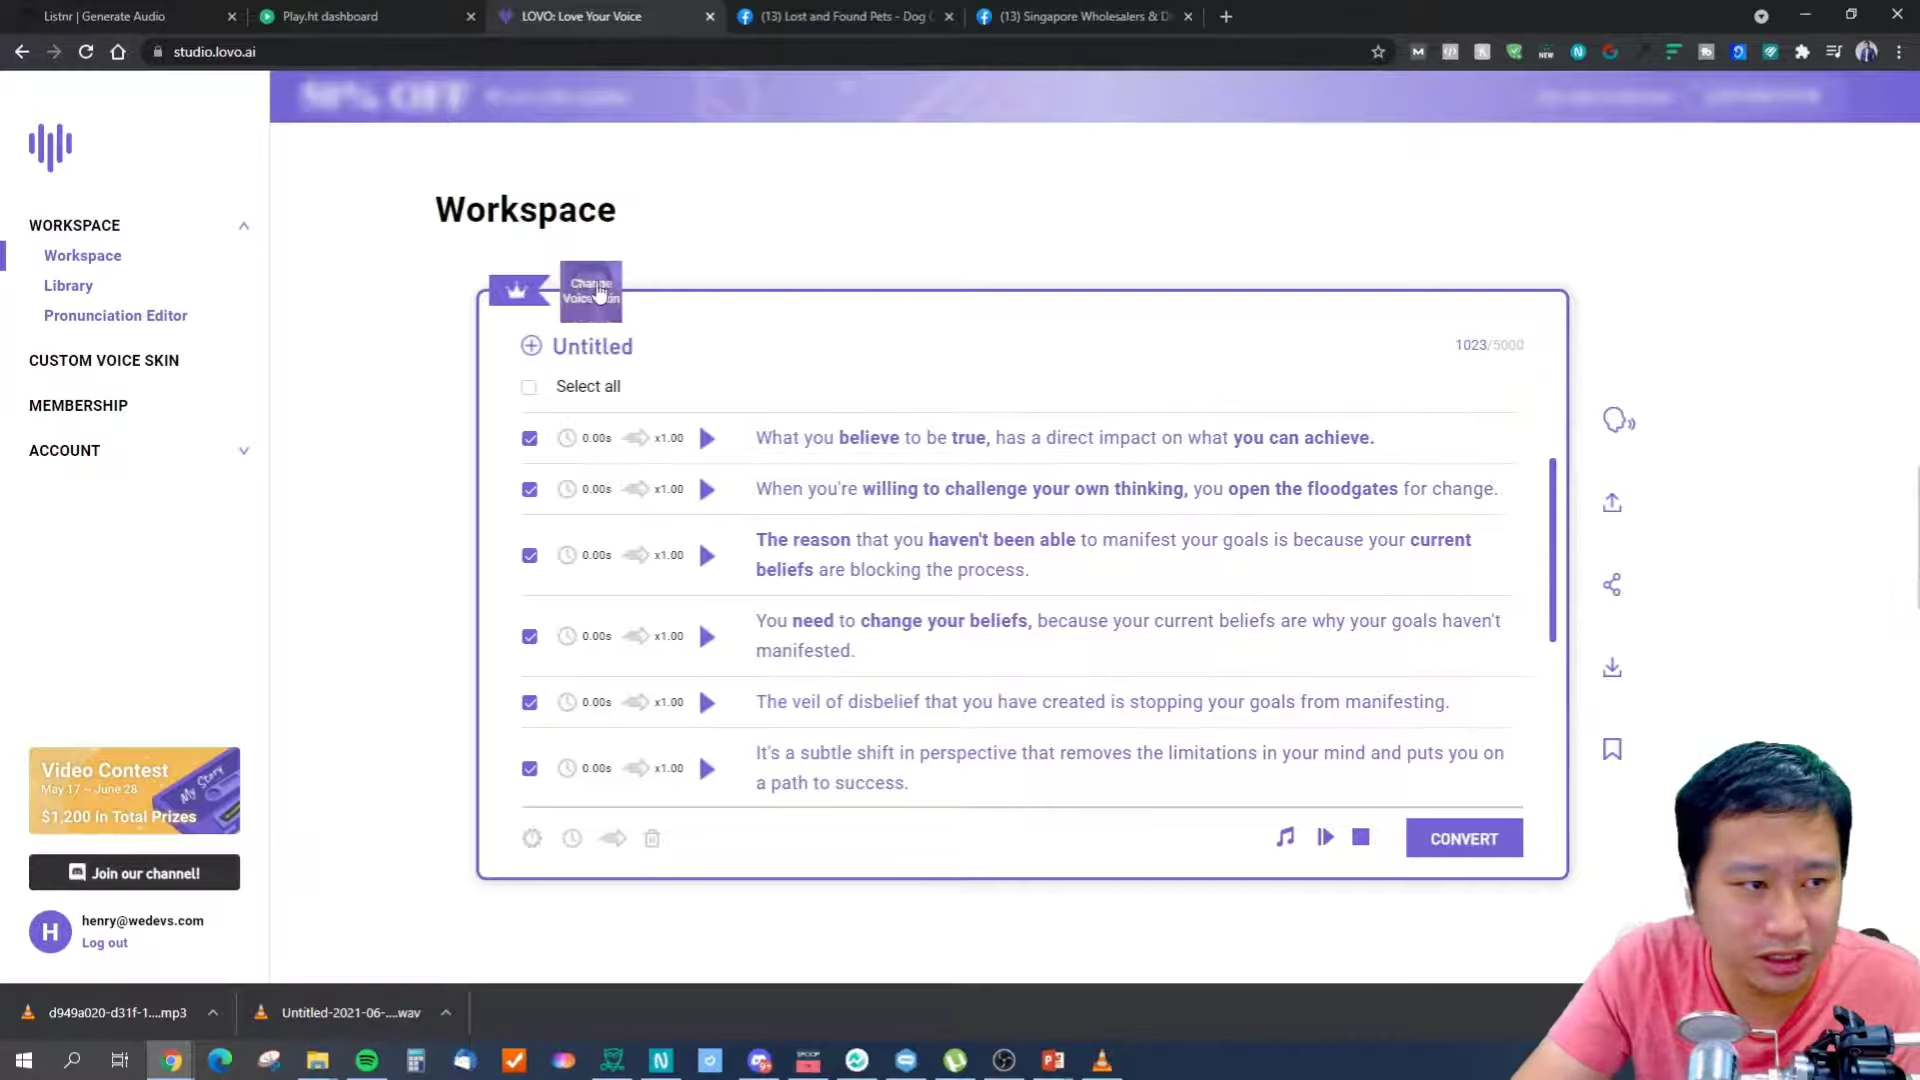 Listnr | Generate Audio
Play.ht dashboard
LOVO: Love Your Voice
(13) Lost and Found Pets - Dog
(13) Singapore Wholesalers & D
studio.lovo.ai
50% OFF
WORKSPACE
Workspace
Library
Pronunciation Editor
CUSTOM VOICE SKIN
MEMBERSHIP
ACCOUNT
Workspace
Change
Voice Skin
Untitled
1023/5000
Select all
0.00s x1.00 What you believe to be true, has a direct impact on what you can achieve.
0.00s x1.00 When you're willing to challenge your own thinking, you open the floodgates for change.
0.00s x1.00 The reason that you haven't been able to manifest your goals is because your current
beliefs are blocking the process.
0.00s x1.00 You need to change your beliefs, because your current beliefs are why your goals haven't
manifested.
0.00s x1.00 The veil of disbelief that you have created is stopping your goals from manifesting.
0.00s x1.00 It's a subtle shift in perspective that removes the limitations in your mind and puts you on
a path to success.
CONVERT
Video Contest
May 17 ~ June 28
My Story
$1,200 in Total Prizes
Join our channel!
H
henry@wedevs.com
Log out
d949a020-d31f-1....mp3
Untitled-2021-06-....wav